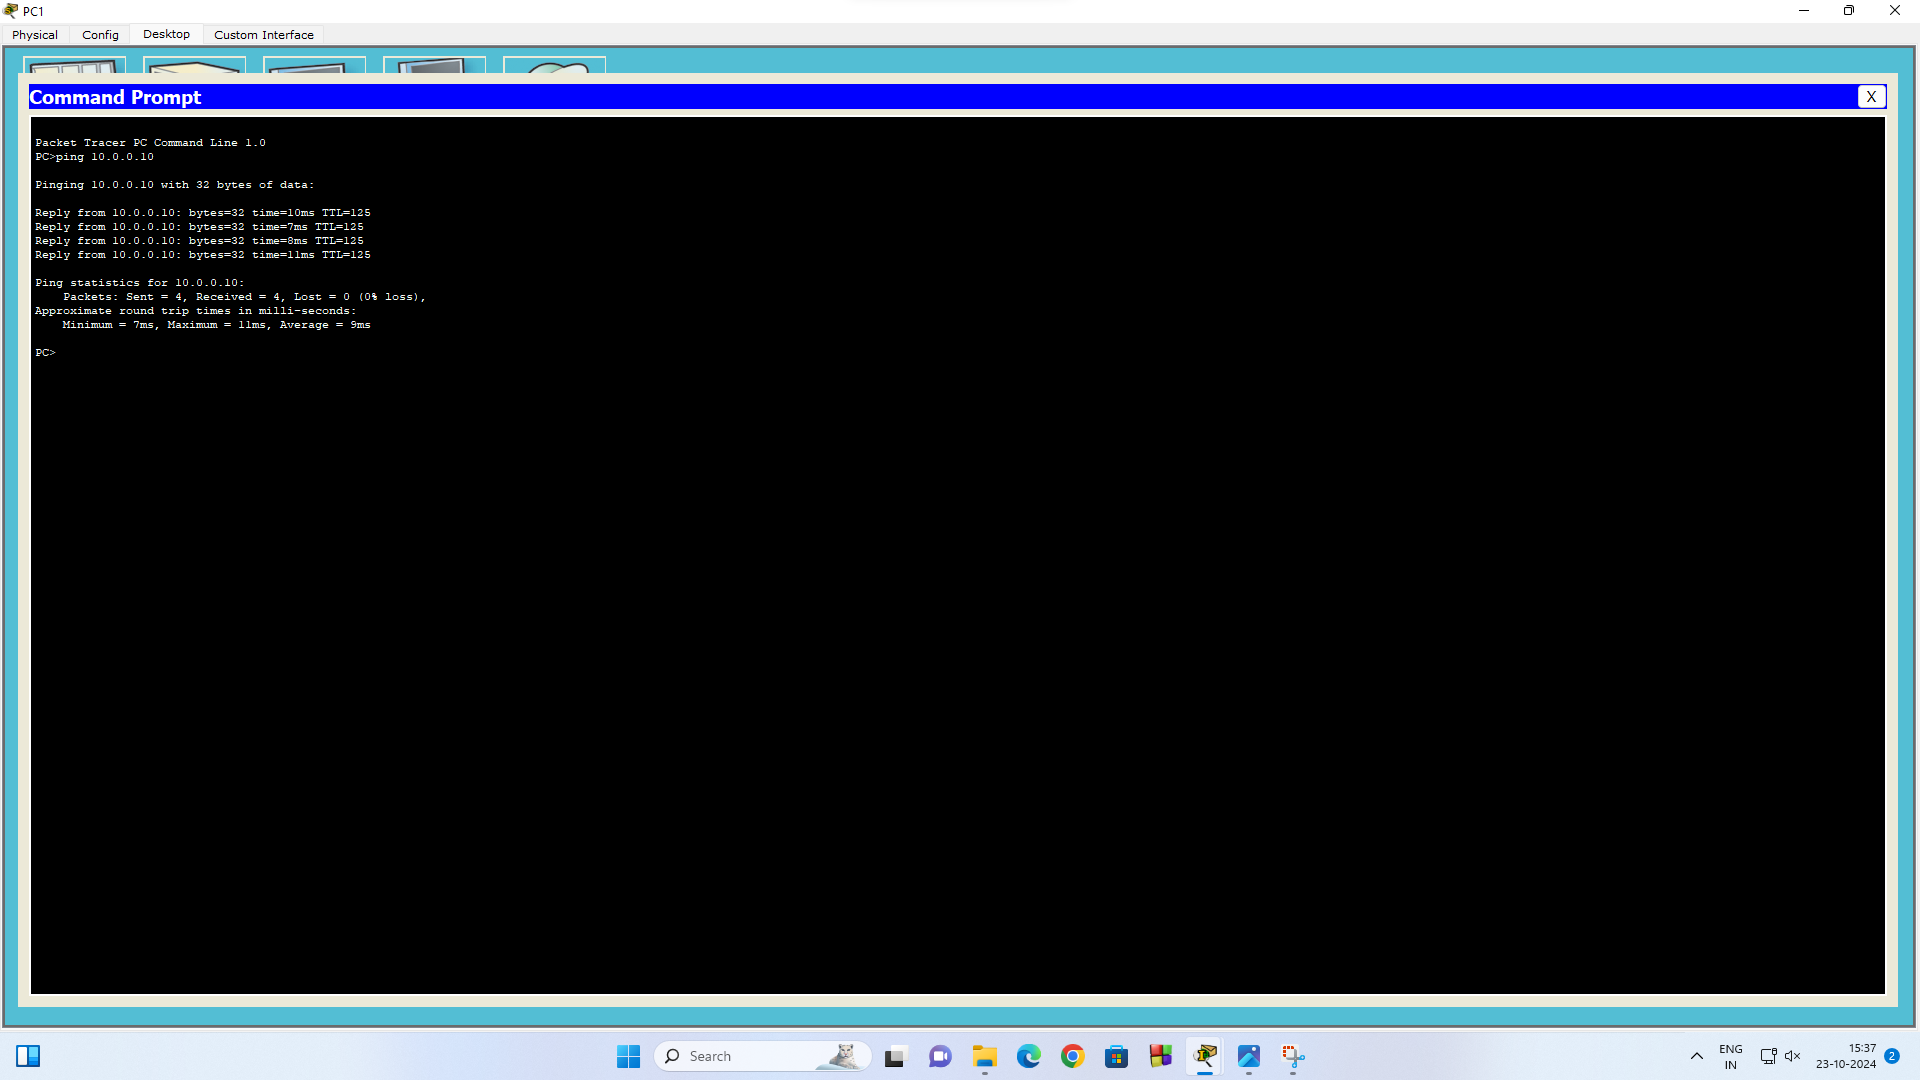 PC1
Physical Config Desktop Custom Interface
Command Prompt
X
Packet Tracer PC Command Line 1.0
PC>ping 10.0.0.10
Pinging 10.0.0.10 with 32 bytes of data:
Reply from 10.0.0.10: bytes=32 time=10ms TTL=125
Reply from 10.0.0.10: bytes=32 time=7ms TTL=125
Reply from 10.0.0.10: bytes=32 time=8ms TTL=125
Reply from 10.0.0.10: bytes=32 time=11ms TTL=125
Ping statistics for 10.0.0.10:
Packets: Sent = 4, Received = 4, Lost = 0 (0% loss),
Approximate round trip times in milli-seconds:
Minimum = 7ms, Maximum = 11ms, Average = 9ms
PC>
Search
ENG
IN
15:37
23-10-2024
2